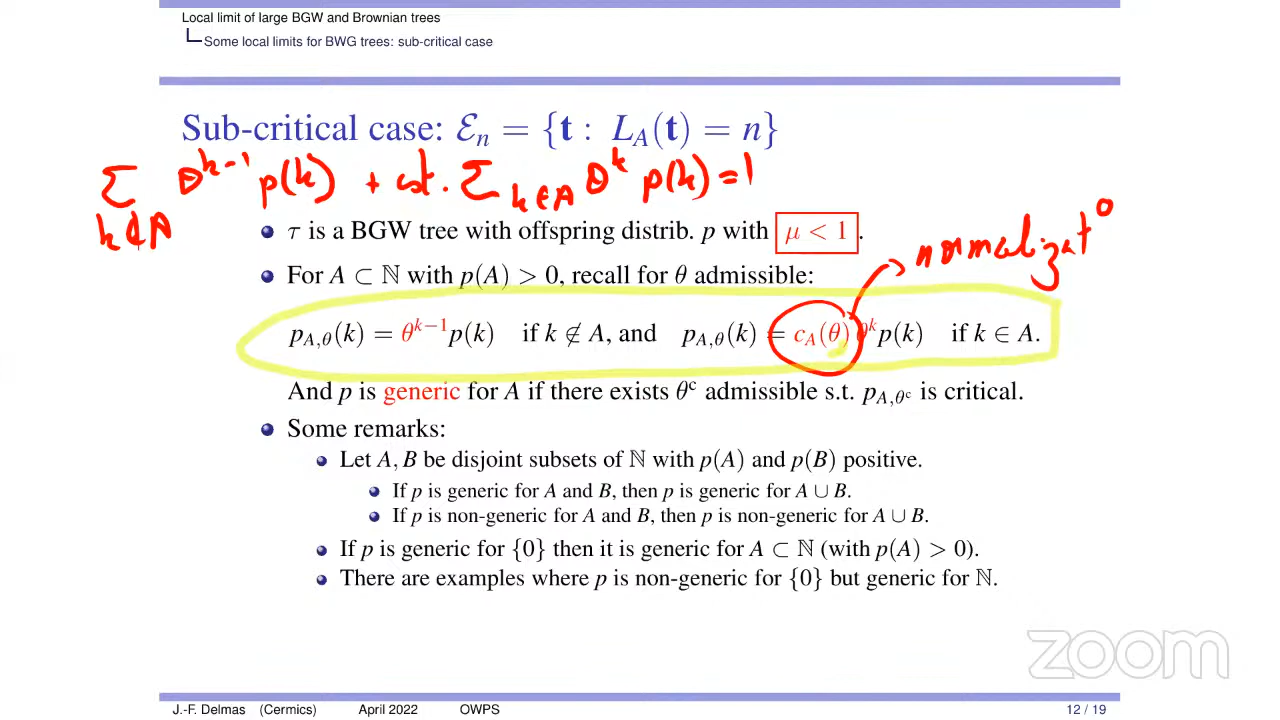 Local limit of large BGW and Brownian trees
Some local limits for BWG trees: sub-critical case
Sub-critical case: ℰₙ = {t : L_A(t) = n}
∑_{k∉A} θ^{k−1} p(k) + cst. ∑_{k∈A} θ^k p(k) = 1
τ is a BGW tree with offspring distrib. p with μ < 1.
normalizat°
For A ⊂ ℕ with p(A) > 0, recall for θ admissible:
p_{A,θ}(k) = θ^{k−1}p(k) if k ∉ A, and p_{A,θ}(k) = c_A(θ) θ^k p(k) if k ∈ A.
And p is generic for A if there exists θ^c admissible s.t. p_{A,θ^c} is critical.
Some remarks:
Let A, B be disjoint subsets of ℕ with p(A) and p(B) positive.
If p is generic for A and B, then p is generic for A ∪ B.
If p is non-generic for A and B, then p is non-generic for A ∪ B.
If p is generic for {0} then it is generic for A ⊂ ℕ (with p(A) > 0).
There are examples where p is non-generic for {0} but generic for ℕ.
zoom
J.-F. Delmas (Cermics) April 2022 OWPS 12 / 19